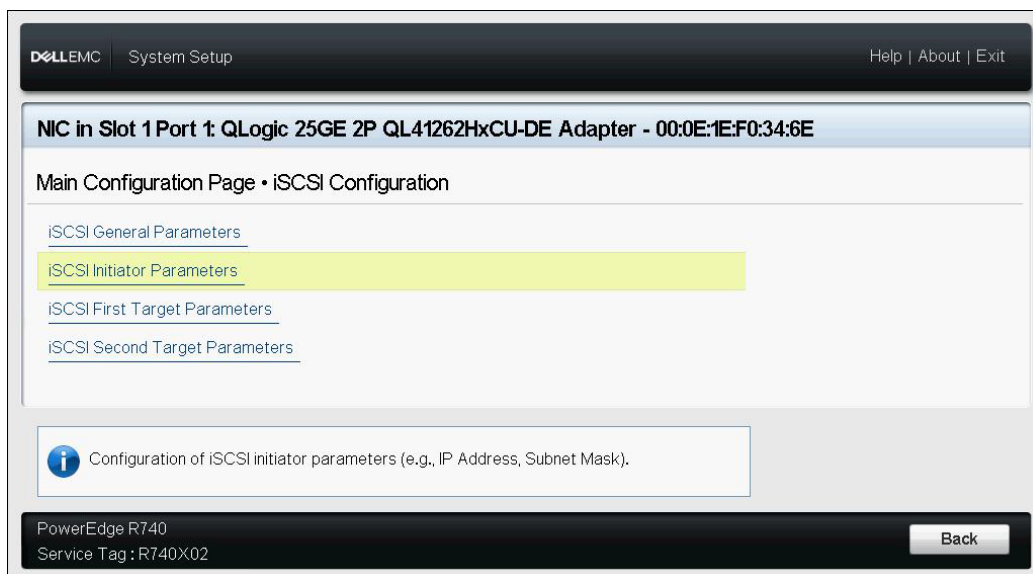 DELLEMC System Setup Help | About | Exit
NIC in Slot 1 Port 1: QLogic 25GE 2P QL41262HxCU-DE Adapter - 00:0E:1E:F0:34:6E
Main Configuration Page • iSCSI Configuration
iSCSI General Parameters
iSCSI Initiator Parameters
iSCSI First Target Parameters
iSCSI Second Target Parameters
Configuration of iSCSI initiator parameters (e.g., IP Address, Subnet Mask).
PowerEdge R740
Service Tag : R740X02
Back